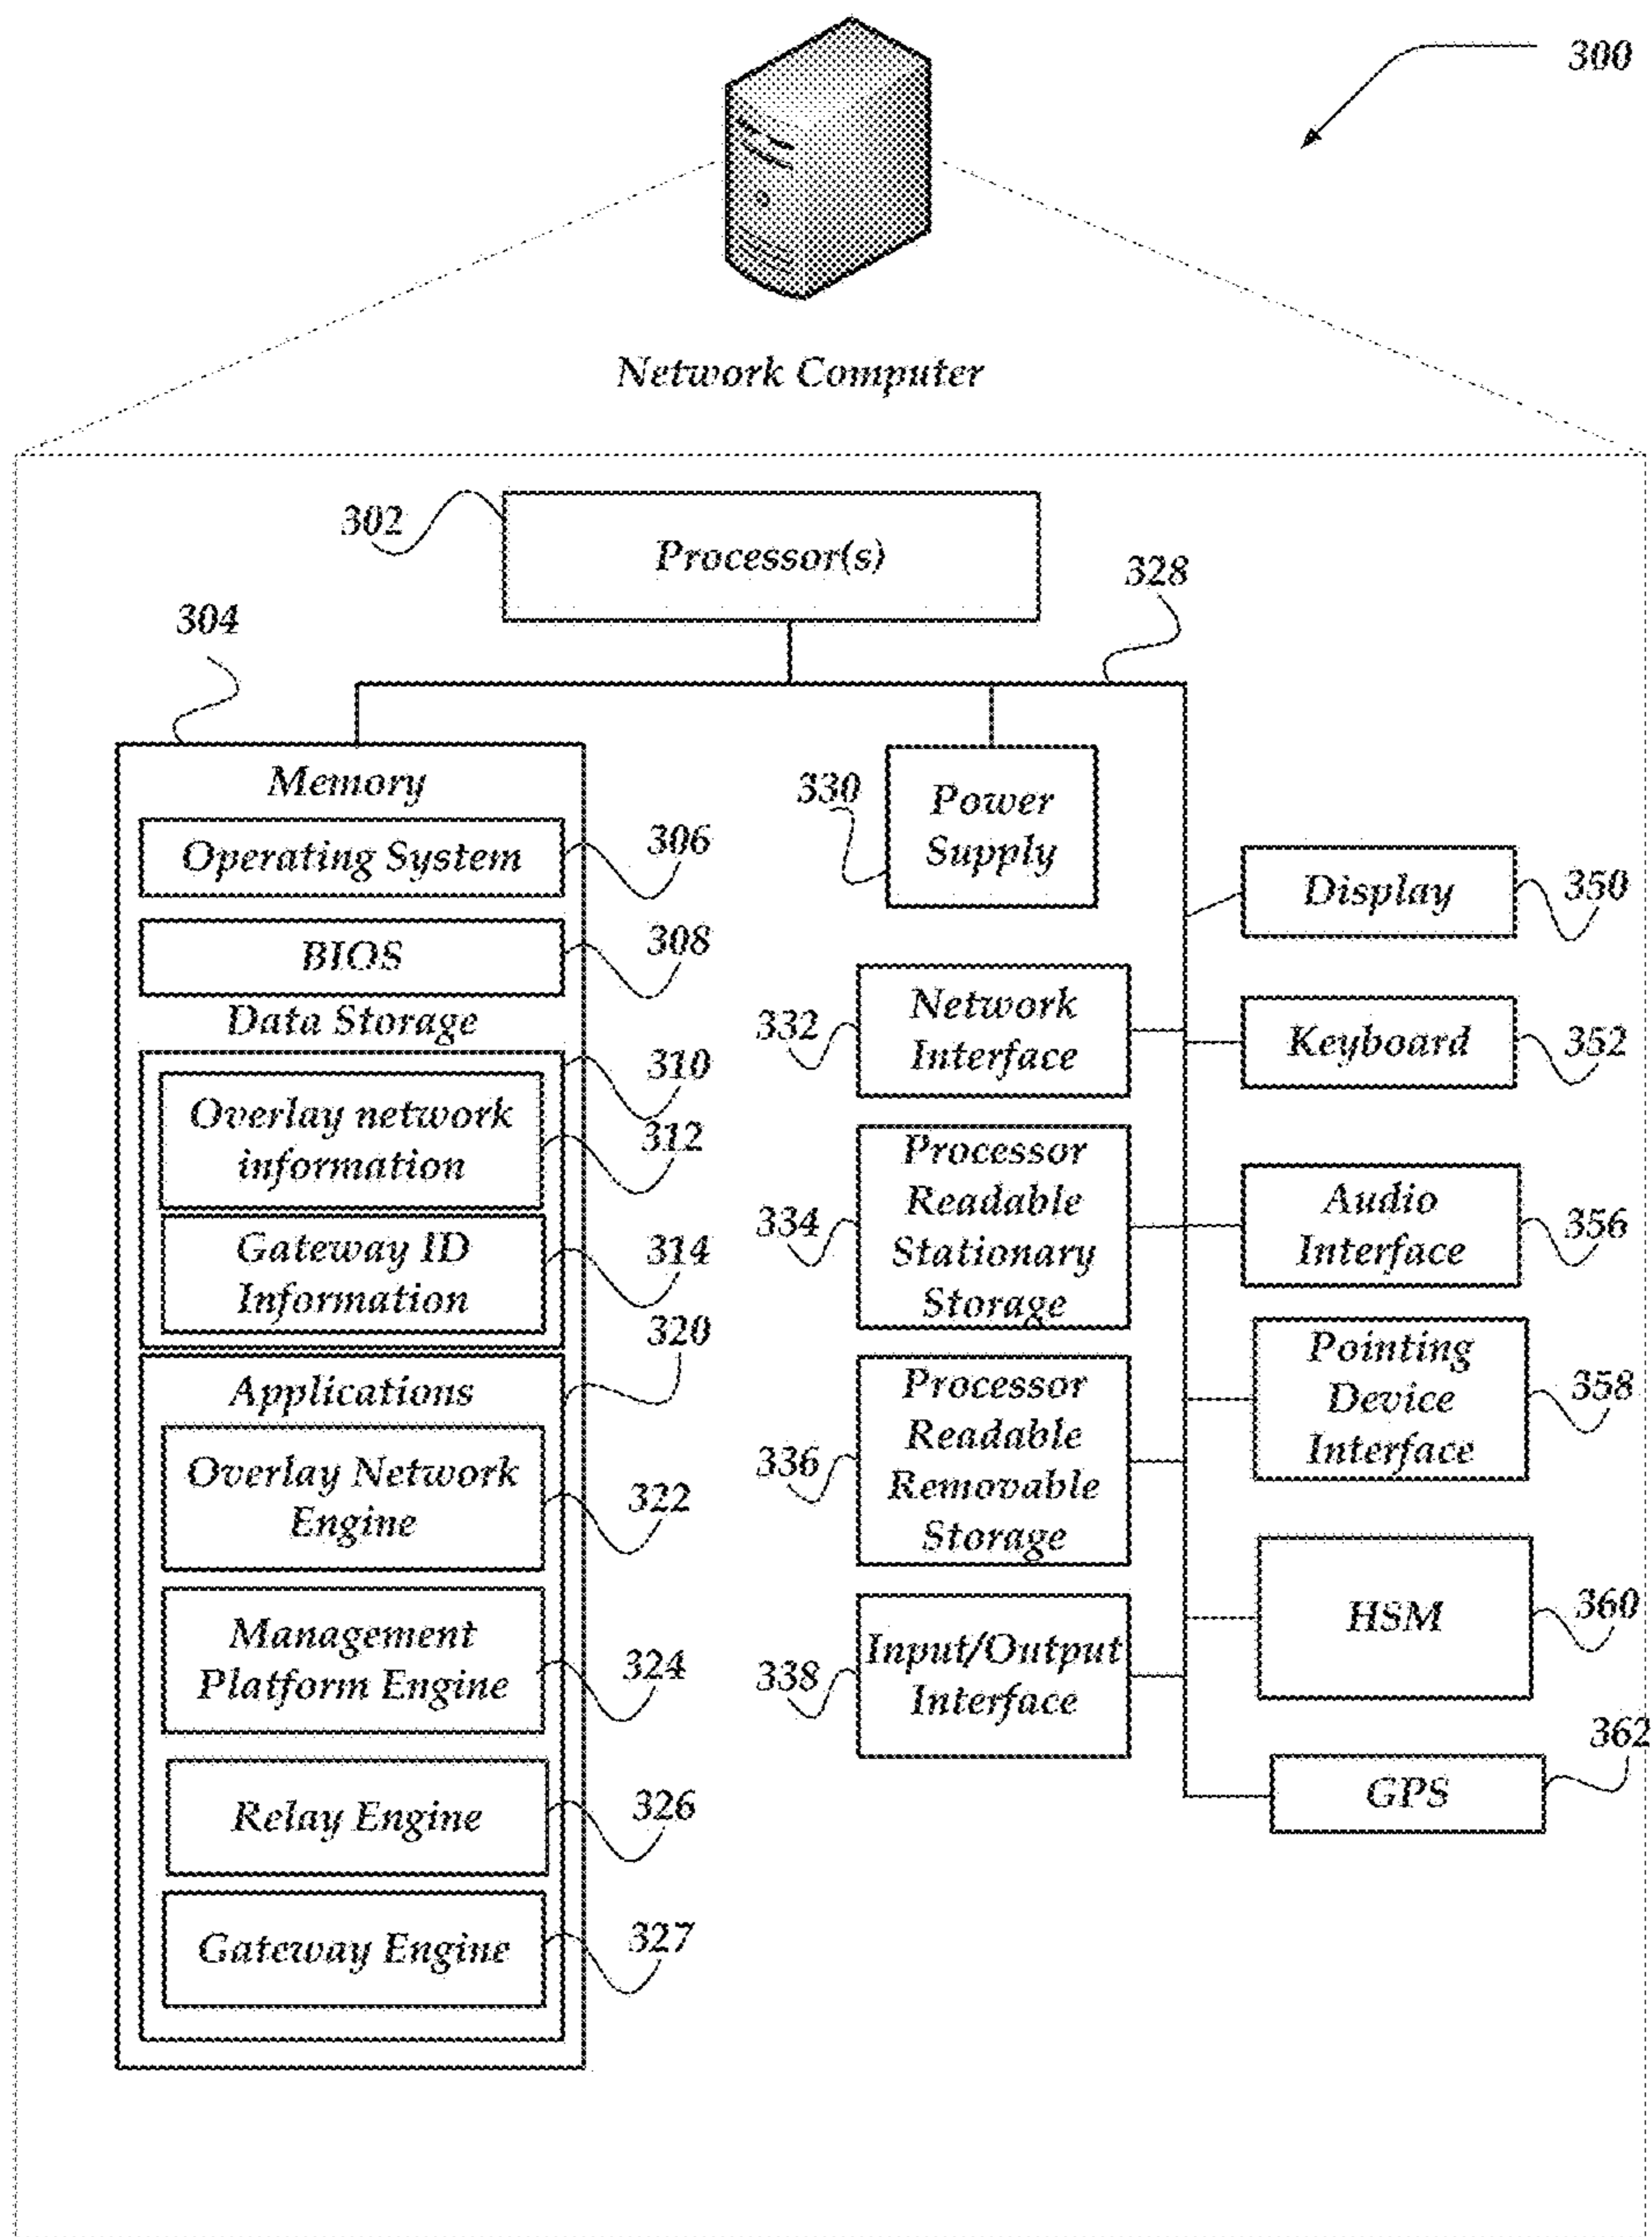 300
Network Computer
302
Processor(s)
328
304
Memory
Operating System
306
BIOS
308
Data Storage
310
Overlay network
information
312
Gateway ID
Information
314
320
Applications
Overlay Network
Engine
322
Management
Platform Engine
324
Relay Engine
326
Gateway Engine
327
330
Power
Supply
332
Network
Interface
334
Processor
Readable
Stationary
Storage
336
Processor
Readable
Removable
Storage
338
Input/Output
Interface
Display
350
Keyboard
352
Audio
Interface
356
Pointing
Device
Interface
358
HSM
360
GPS
362